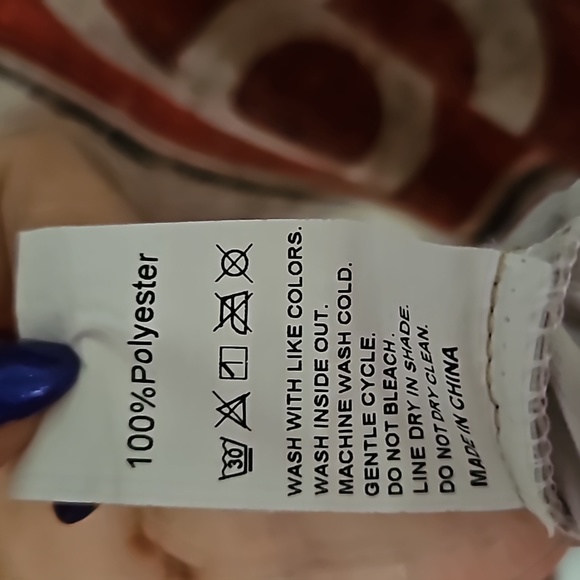 100%Polyester
30
WASH WITH LIKE COLORS.
WASH INSIDE OUT.
MACHINE WASH COLD.
GENTLE CYCLE.
DO NOT BLEACH.
LINE DRY IN SHADE.
DO NOT DRY CLEAN.
MADE IN CHINA